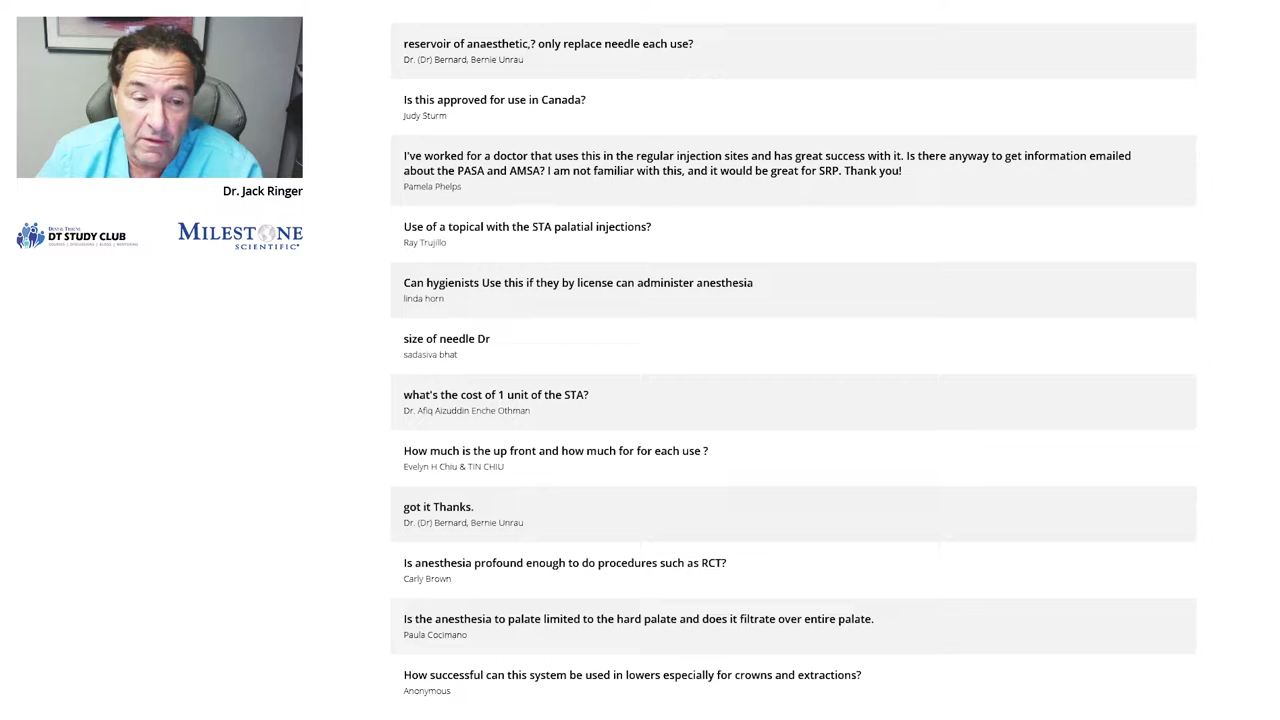 Dr. Jack Ringer
DENTAL TRIBUNE
DT STUDY CLUB
COURSES | DISCUSSIONS | BLOGS | MENTORING
MILESTONE
SCIENTIFIC
reservoir of anaesthetic,? only replace needle each use?
Dr. (Dr) Bernard, Bernie Unrau
Is this approved for use in Canada?
Judy Sturm
I've worked for a doctor that uses this in the regular injection sites and has great success with it. Is there anyway to get information emailed
about the PASA and AMSA? I am not familiar with this, and it would be great for SRP. Thank you!
Pamela Phelps
Use of a topical with the STA palatial injections?
Ray Trujillo
Can hygienists Use this if they by license can administer anesthesia
linda horn
size of needle Dr
sadasiva bhat
what's the cost of 1 unit of the STA?
Dr. Afiq Aizuddin Enche Othman
How much is the up front and how much for for each use ?
Evelyn H Chiu & TIN CHIU
got it Thanks.
Dr. (Dr) Bernard, Bernie Unrau
Is anesthesia profound enough to do procedures such as RCT?
Carly Brown
Is the anesthesia to palate limited to the hard palate and does it filtrate over entire palate.
Paula Cocimano
How successful can this system be used in lowers especially for crowns and extractions?
Anonymous